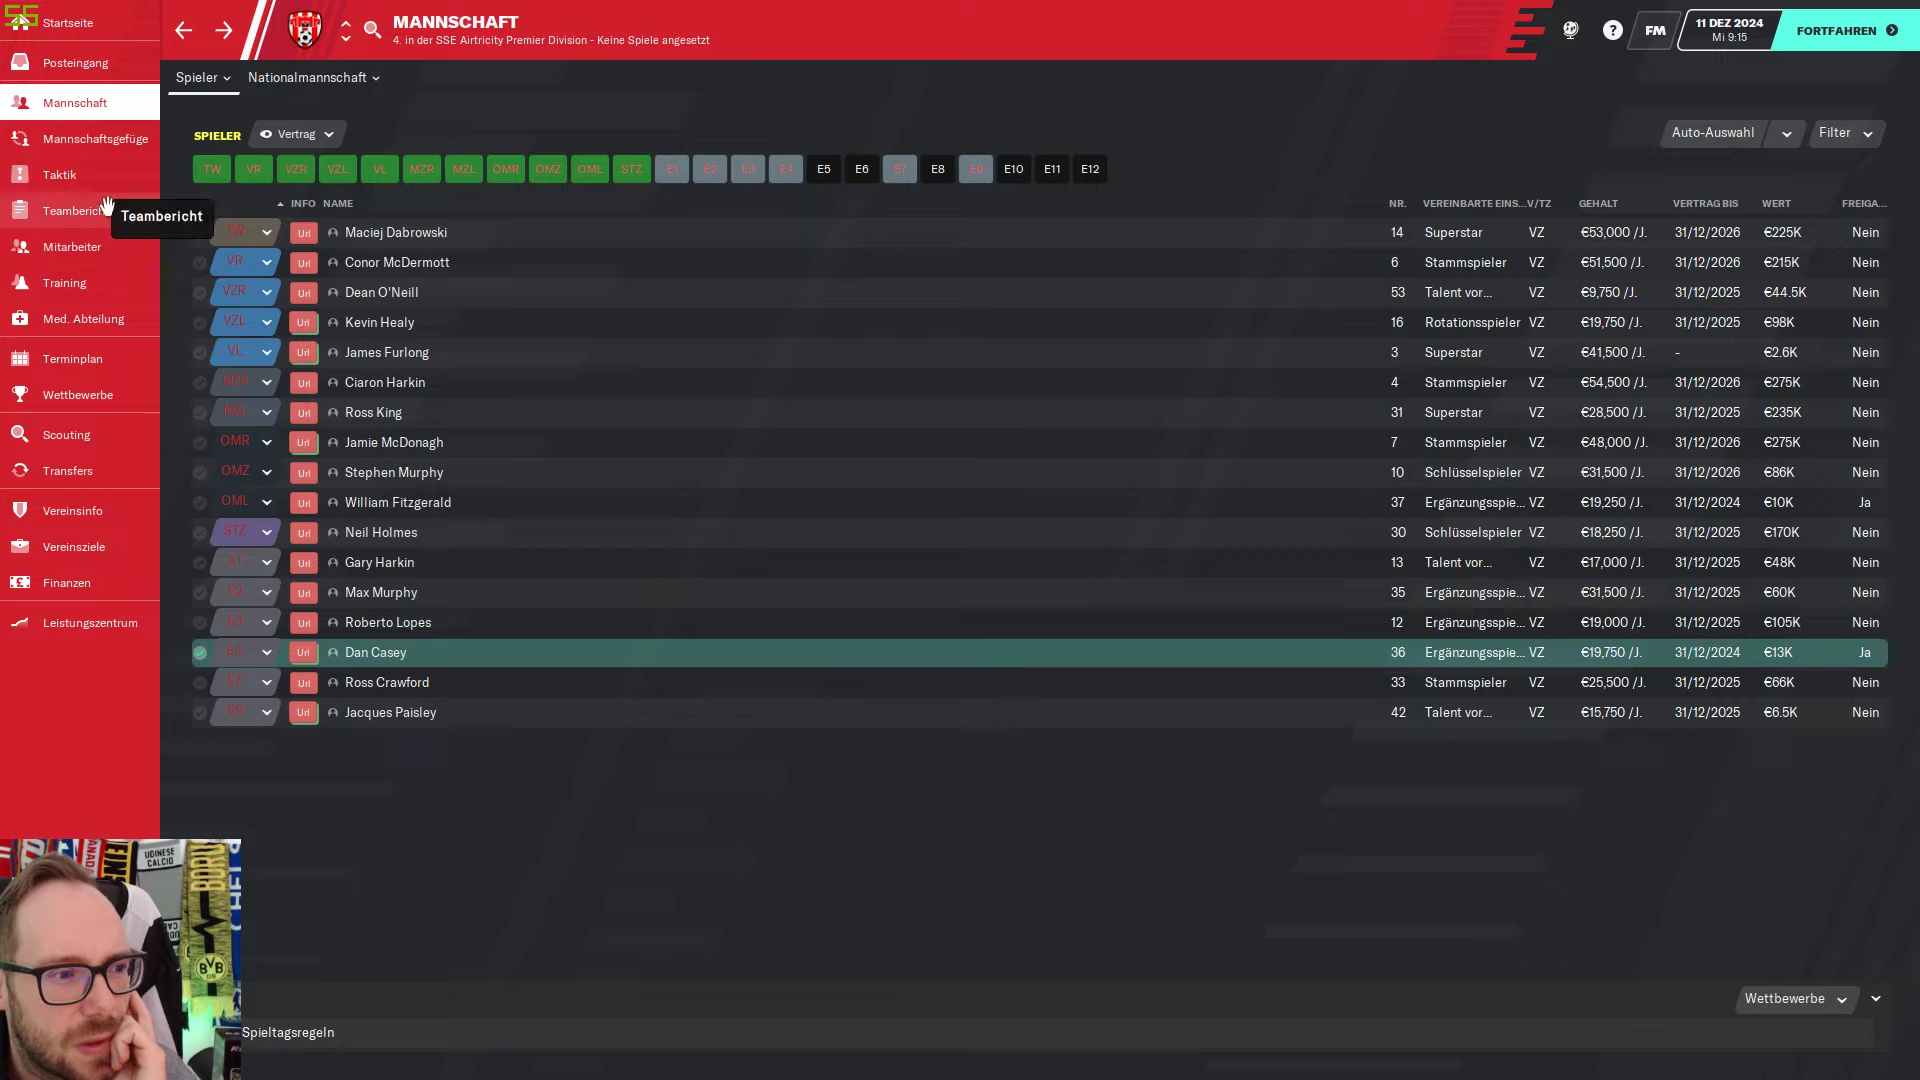 55
Startseite
Posteingang
Mannschaft
Mannschaftsgefüge
Taktik
Teambericht
Teambericht
Mitarbeiter
Training
Med. Abteilung
Terminplan
Wettbewerbe
Scouting
Transfers
Vereinsinfo
Vereinsziele
Finanzen
Leistungszentrum
MANNSCHAFT
4. in der SSE Airtricity Premier Division - Keine Spiele angesetzt
FM
11 DEZ 2024
Mi 9:15
FORTFAHREN
Spieler Nationalmannschaft
SPIELER Vertrag Auto-Auswahl Filter
TW VR VZR VZL VL MZR MZL OMR OMZ OML STZ E1 E2 E3 E4 E5 E6 E7 E8 E9 E10 E11 E12
INFO NAME NR. VEREINBARTE EINS... V/TZ GEHALT VERTRAG BIS WERT FREIGA...
TW Url Maciej Dabrowski 14 Superstar VZ €53,000 /J. 31/12/2026 €225K Nein
VR Url Conor McDermott 6 Stammspieler VZ €51,500 /J. 31/12/2026 €215K Nein
VZR Url Dean O'Neill 53 Talent vor... VZ €9,750 /J. 31/12/2025 €44.5K Nein
VZL Url Kevin Healy 16 Rotationsspieler VZ €19,750 /J. 31/12/2025 €98K Nein
VL Url James Furlong 3 Superstar VZ €41,500 /J. - €2.6K Nein
MZR Url Ciaron Harkin 4 Stammspieler VZ €54,500 /J. 31/12/2026 €275K Nein
MZL Url Ross King 31 Superstar VZ €28,500 /J. 31/12/2025 €235K Nein
OMR Url Jamie McDonagh 7 Stammspieler VZ €48,000 /J. 31/12/2026 €275K Nein
OMZ Url Stephen Murphy 10 Schlüsselspieler VZ €31,500 /J. 31/12/2026 €86K Nein
OML Url William Fitzgerald 37 Ergänzungsspie... VZ €19,250 /J. 31/12/2024 €10K Ja
STZ Url Neil Holmes 30 Schlüsselspieler VZ €18,250 /J. 31/12/2025 €170K Nein
E1 Url Gary Harkin 13 Talent vor... VZ €17,000 /J. 31/12/2025 €48K Nein
E2 Url Max Murphy 35 Ergänzungsspie... VZ €31,500 /J. 31/12/2025 €60K Nein
E3 Url Roberto Lopes 12 Ergänzungsspie... VZ €19,000 /J. 31/12/2025 €105K Nein
E4 Url Dan Casey 36 Ergänzungsspie... VZ €19,750 /J. 31/12/2024 €13K Ja
E7 Url Ross Crawford 33 Stammspieler VZ €25,500 /J. 31/12/2025 €66K Nein
E9 Url Jacques Paisley 42 Talent vor... VZ €15,750 /J. 31/12/2025 €6.5K Nein
Wettbewerbe
Spieltagsregeln
UDINESE
CALCIO
BORU
BVB
09